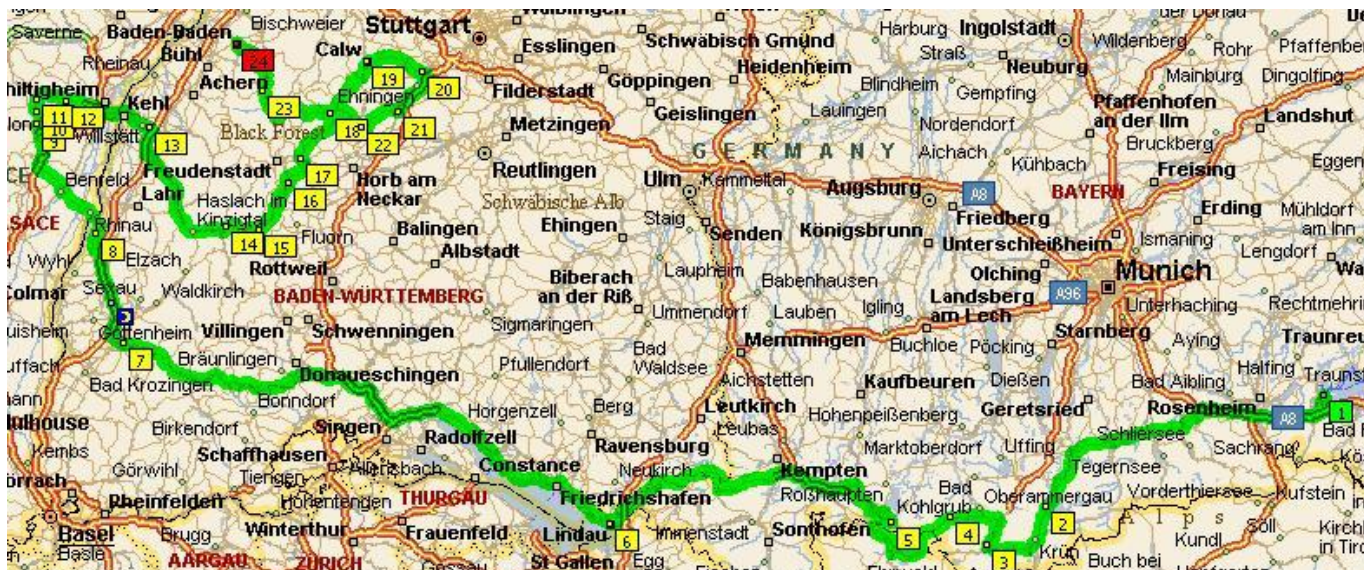 Saverne
Baden-Baden
Bischweier
Stuttgart
Calw
Esslingen
Schwäbisch Gmünd
Harburg
Straß
Ingolstadt
Wildenberg
Rohr
Pfaffenbe
Rheinau
Bühl
Achern
24
19
20
Göppingen
Heidenheim
Blindheim
Neuburg
Mainburg
Dingolfing
hiltigheim
Kehl
23
Ehningen
Filderstadt
Geislingen
Lauingen
Gempfing
Pfaffenhofen
an der Ilm
Landshut
11
12
10
9
Willstätt
13
Black Forest
18
21
22
Metzingen
Nordendorf
Aichach
Bruckberg
GERMANY
Kühbach
Eggen
Benfeld
Freudenstadt
17
Reutlingen
Ulm
Kammeltal
Augsburg
A8
BAYERN
Freising
Lahr
Haslach im
Kinzigtal
16
Horb am
Neckar
Schwäbische Alb
Staig
Friedberg
Erding
Mühldorf
am Inn
SACE
Rhinau
14
15
Fluorn
Balingen
Albstadt
Ehingen
Senden
Königsbrunn
Unterschleißheim
Ismaning
Lengdorf
8
Wyhl
Elzach
Rottweil
Laupheim
Babenhausen
Olching
Munich
Colmar
Sexau
Waldkirch
BADEN-WÜRTTEMBERG
Biberach
an der Riß
Ummendorf
Lauben
Igling
Landsberg
am Lech
A96
Unterhaching
Rechtmehrin
Gottenheim
Villingen
Schwenningen
Sigmaringen
Memmingen
Buchloe
Pöcking
Starnberg
Aying
Traunreu
7
Bräunlingen
Pfullendorf
Bad
Waldsee
Aichstetten
Kaufbeuren
Dießen
Bad Aibling
Halfing
Traunst
Bad Krozingen
Bonndorf
Donaueschingen
Horgenzell
Berg
Leutkirch
Leubas
Hohenpeißenberg
Geretsried
Rosenheim
A8
1
Mulhouse
Birkendorf
Singen
Radolfzell
Ravensburg
Marktoberdorf
Uffing
Schliersee
Sachrang
Kembs
Görwihl
Schaffhausen
Tiengen
Allensbach
Constance
Neukirch
Kempten
Roßhaupten
Bad
Kohlgrub
Oberammergau
Tegernsee
Vorderthiersee
Kufstein
Rheinfelden
Hohentengen
THURGAU
Friedrichshafen
Sonthofen
5
4
2
Alps
Söll
Basel
Basle
Brugg
Winterthur
Frauenfeld
Lindau
6
Immenstadt
3
Krün
Kundl
AARGAU
ZÜRICH
St Gallen
Egg
Buch bei